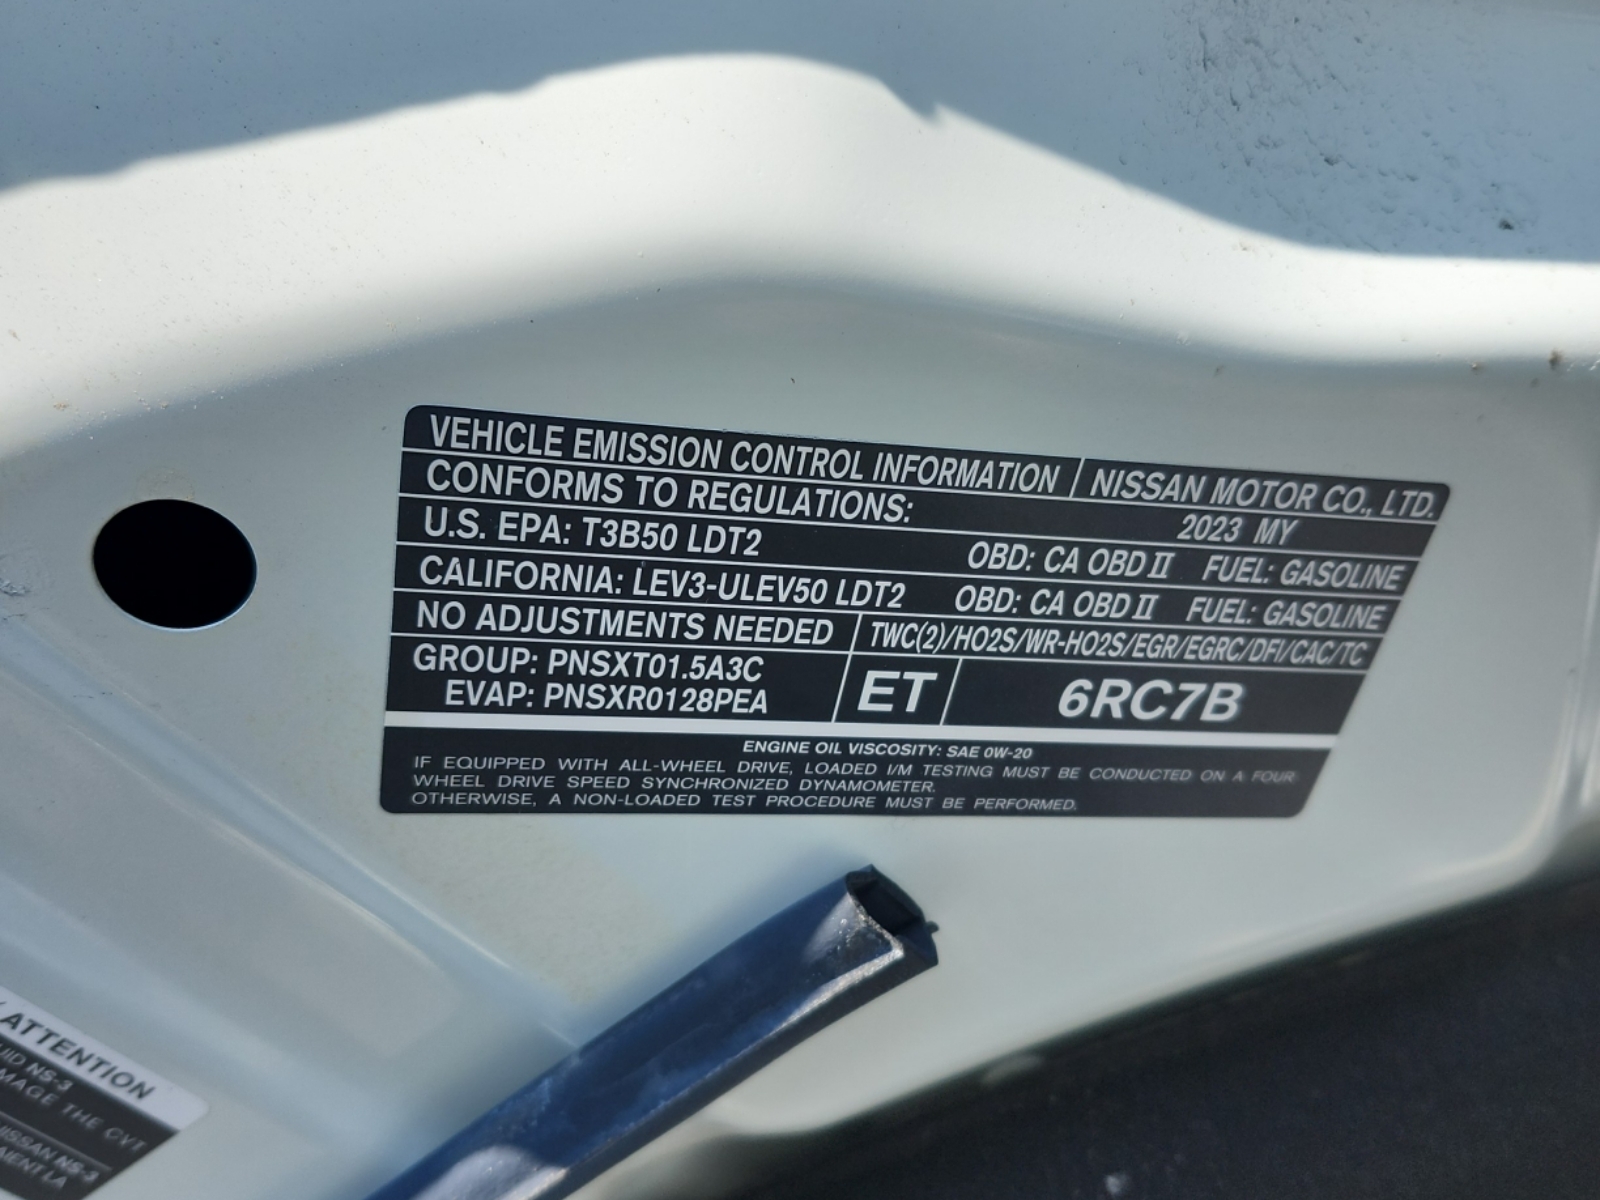 VEHICLE EMISSION CONTROL INFORMATION NISSAN MOTOR CO., LTD.
CONFORMS TO REGULATIONS: 2023 MY
U.S. EPA: T3B50 LDT2 OBD: CA OBD II FUEL: GASOLINE
CALIFORNIA: LEV3-ULEV50 LDT2 OBD: CA OBD II FUEL: GASOLINE
NO ADJUSTMENTS NEEDED TWC(2)/HO2S/WR-HO2S/EGR/EGRC/DFI/CAC/TC
GROUP: PNSXT01.5A3C
EVAP: PNSXR0128PEA
ET 6RC7B
ENGINE OIL VISCOSITY: SAE 0W-20
IF EQUIPPED WITH ALL-WHEEL DRIVE, LOADED I/M TESTING MUST BE CONDUCTED ON A FOUR
WHEEL DRIVE SPEED SYNCHRONIZED DYNAMOMETER.
OTHERWISE, A NON-LOADED TEST PROCEDURE MUST BE PERFORMED.
ATTENTION
NS-3
THE CVT
NS-3